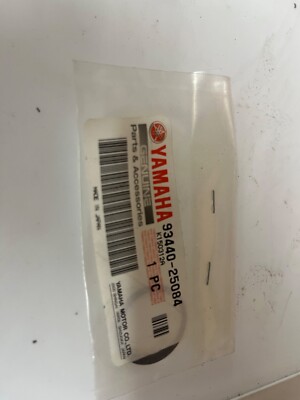 YAMAHA
GENUINE
Parts & Accessories
MADE IN JAPAN
93440-25084
1 PC
YAMAHA MOTOR CO., LTD.